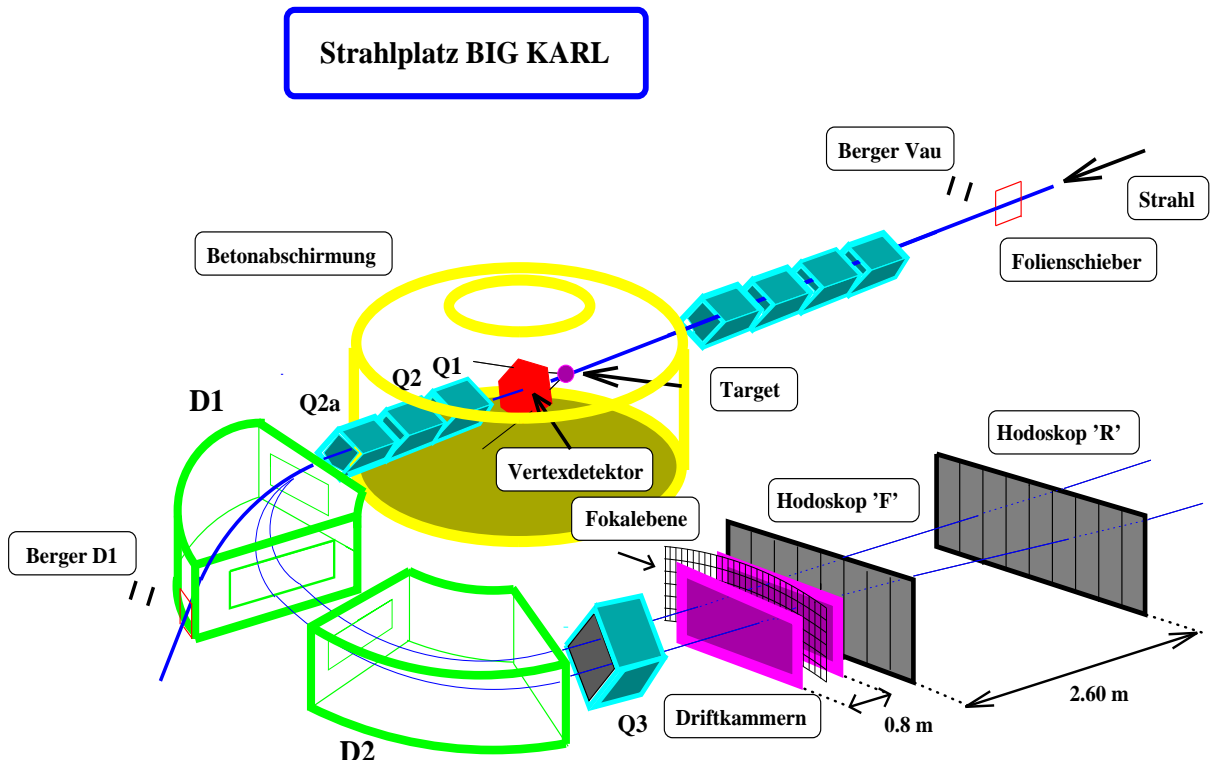 Strahlplatz BIG KARL
Berger Vau
Strahl
Betonabschirmung
Folienschieber
Q1
Q2
Target
D1
Q2a
Hodoskop ’R’
Vertexdetektor
Hodoskop ’F’
Fokalebene
Berger D1
2.60 m
Q3
Driftkammern
0.8 m
D2